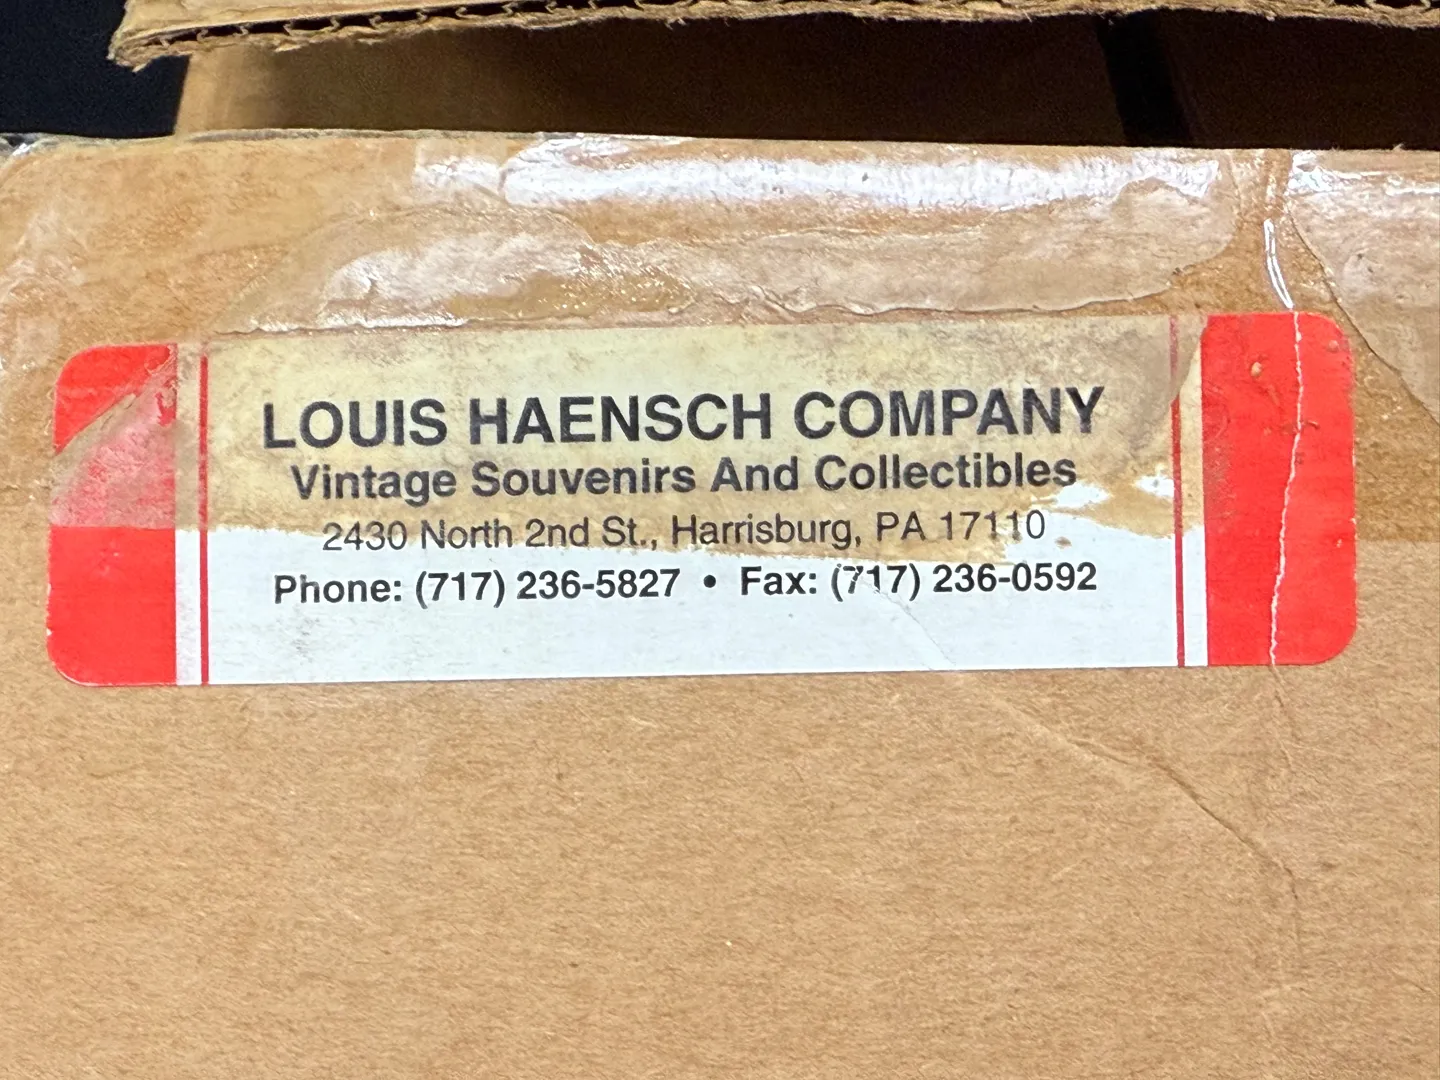 LOUIS HAENSCH COMPANY
Vintage Souvenirs And Collectibles
2430 North 2nd St., Harrisburg, PA 17110
Phone: (717) 236-5827 • Fax: (717) 236-0592